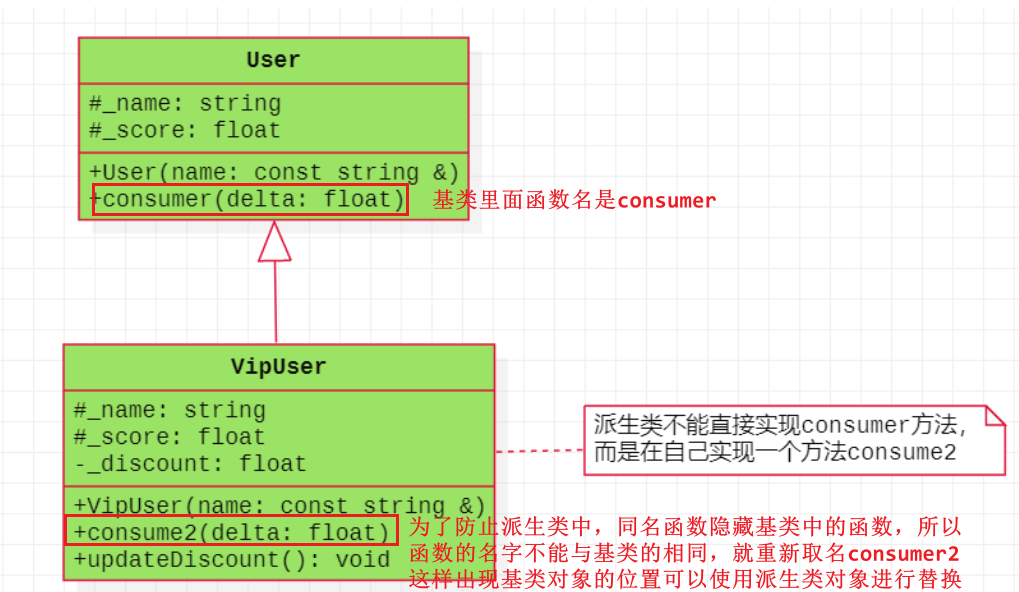 User
#_name: string
#_score: float
+User(name: const string &)
+consumer(delta: float)
基类里面函数名是consumer
VipUser
#_name: string
#_score: float
-_discount: float
派生类不能直接实现consumer方法，
而是在自己实现一个方法consume2
+VipUser(name: const string &)
+consume2(delta: float)
+updateDiscount(): void
为了防止派生类中，同名函数隐藏基类中的函数，所以
函数的名字不能与基类的相同，就重新取名consumer2
这样出现基类对象的位置可以使用派生类对象进行替换